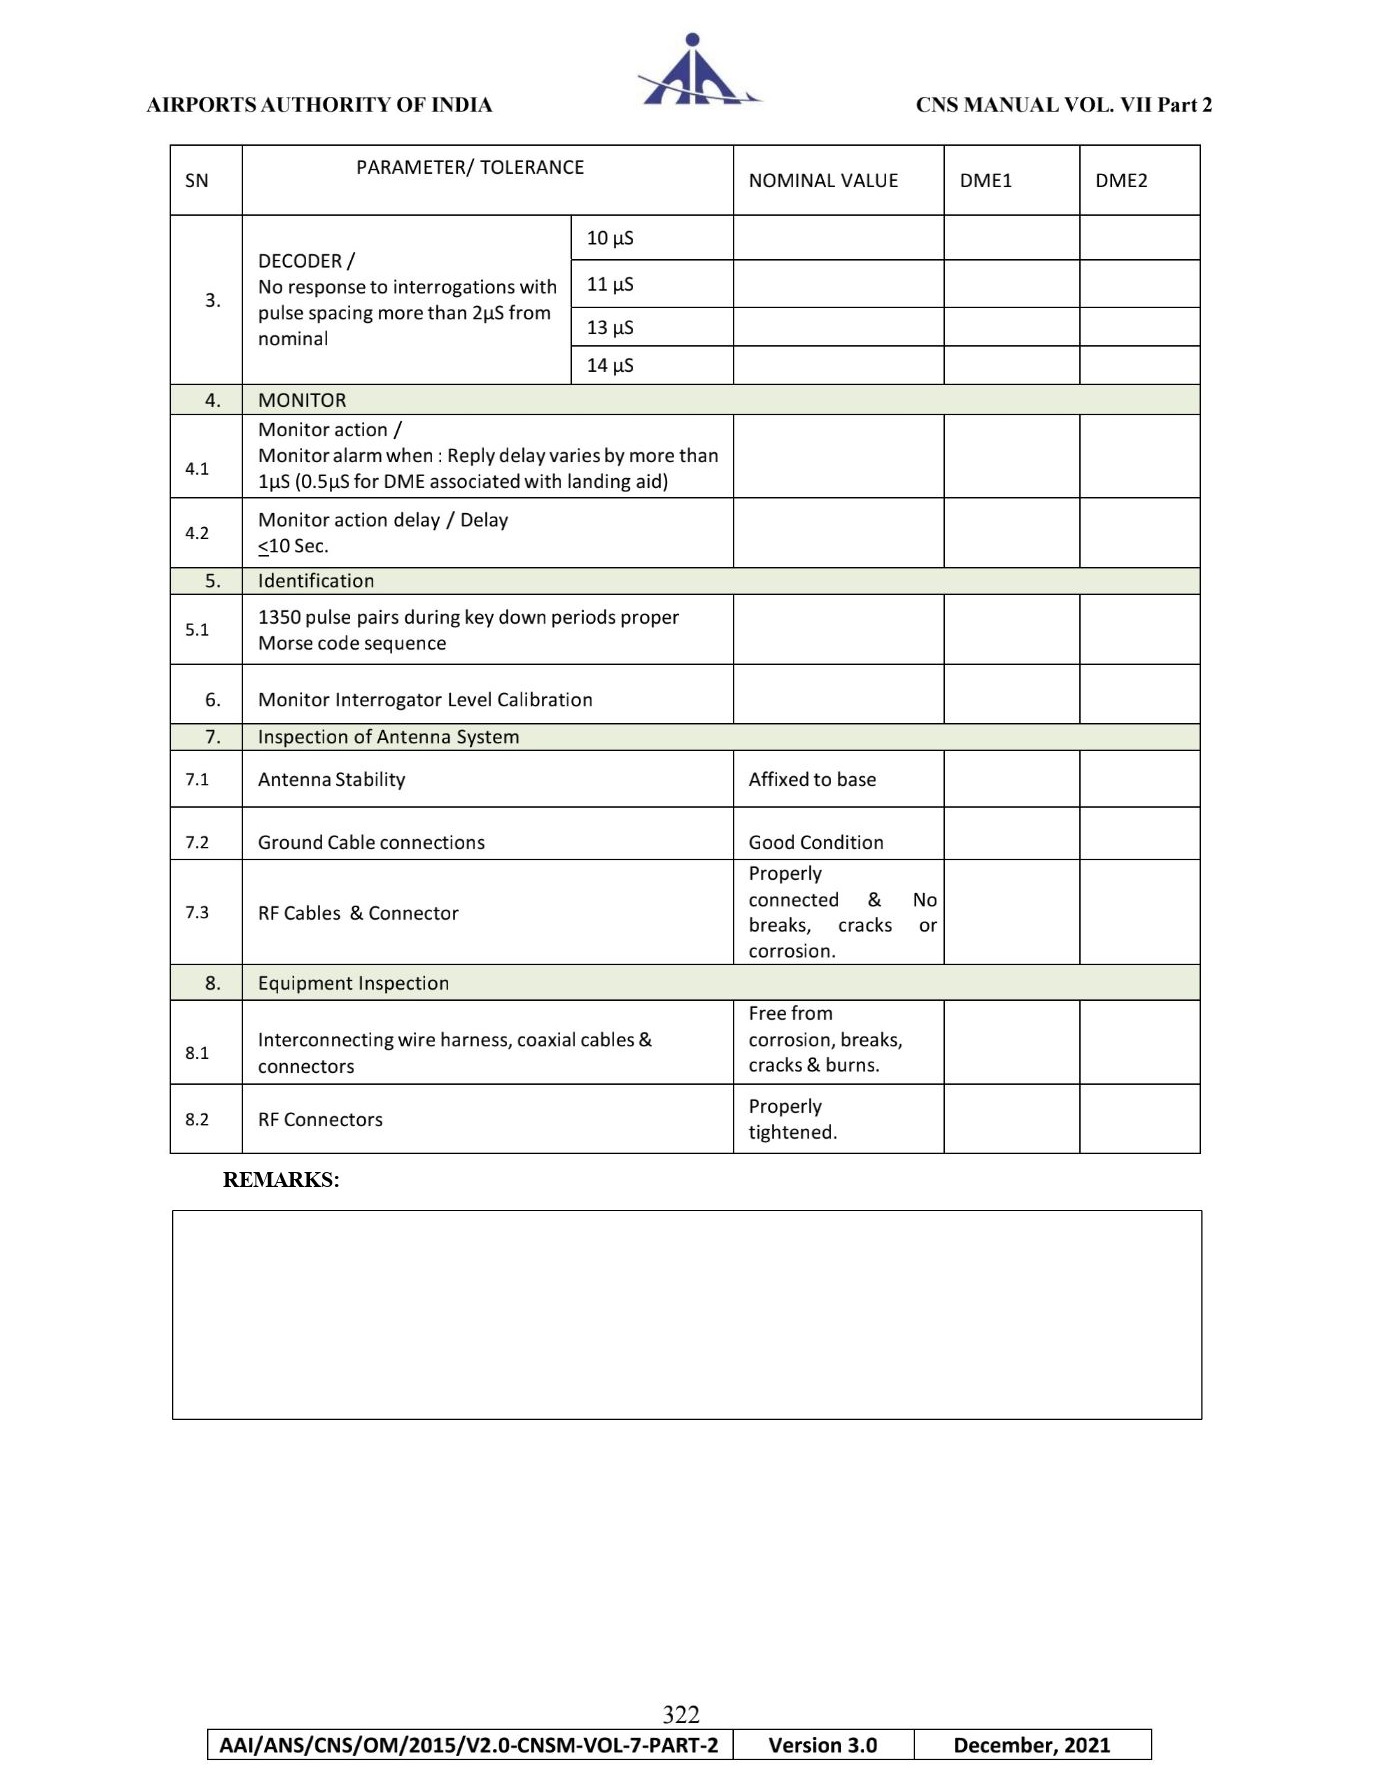 AIRPORTS AUTHORITY OF INDIA
CNS MANUAL VOL. VII Part 2
SN
PARAMETER/ TOLERANCE
NOMINAL VALUE
DME1
DME2
3.
DECODER /
No response to interrogations with
pulse spacing more than 2µS from
nominal
10 µS
11 µS
13 µS
14 µS
4.
MONITOR
4.1
Monitor action /
Monitor alarm when : Reply delay varies by more than
1µS (0.5µS for DME associated with landing aid)
4.2
Monitor action delay / Delay
<10 Sec.
5.
Identification
5.1
1350 pulse pairs during key down periods proper
Morse code sequence
6.
Monitor Interrogator Level Calibration
7.
Inspection of Antenna System
7.1
Antenna Stability
Affixed to base
7.2
Ground Cable connections
Good Condition
7.3
RF Cables & Connector
Properly
connected & No
breaks, cracks or
corrosion.
8.
Equipment Inspection
8.1
Interconnecting wire harness, coaxial cables &
connectors
Free from
corrosion, breaks,
cracks & burns.
8.2
RF Connectors
Properly
tightened.
REMARKS:
322
AAI/ANS/CNS/OM/2015/V2.0-CNSM-VOL-7-PART-2
Version 3.0
December, 2021